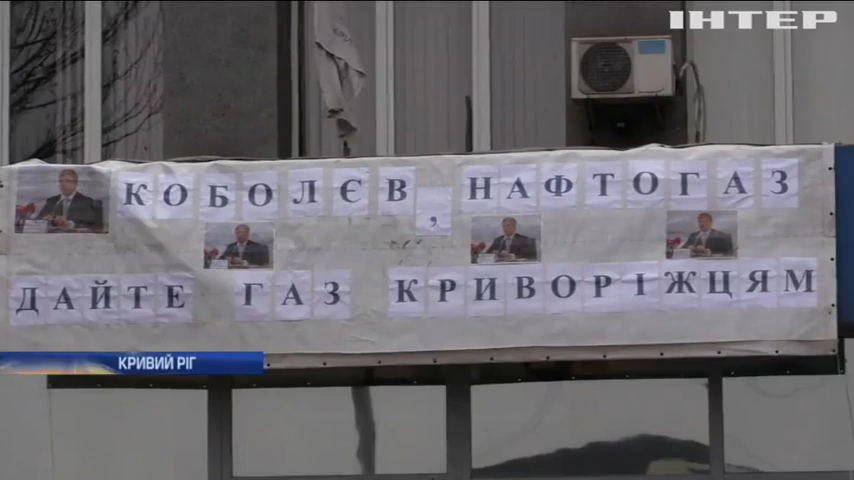 ІНТЕР
КОБОЛЄВ, НАФТОГАЗ
ДАЙТЕ ГАЗ КРИВОРІЖЦЯМ
КРИВИЙ РІГ